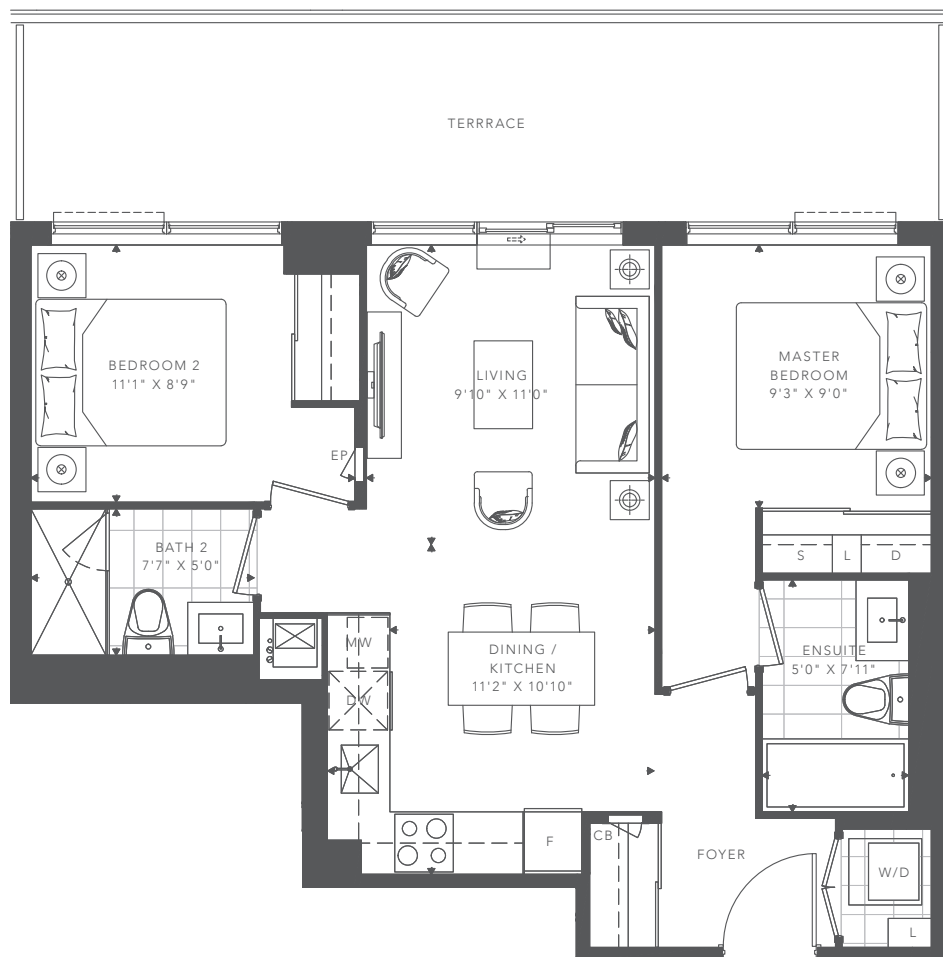 TERRRACE
BEDROOM 2
11'1" X 8'9"
LIVING
9'10" X 11'0"
MASTER
BEDROOM
9'3" X 9'0"
EP
BATH 2
7'7" X 5'0"
S
L
D
MW
DINING /
KITCHEN
11'2" X 10'10"
ENSUITE
5'0" X 7'11"
DW
CB
F
FOYER
W/D
L